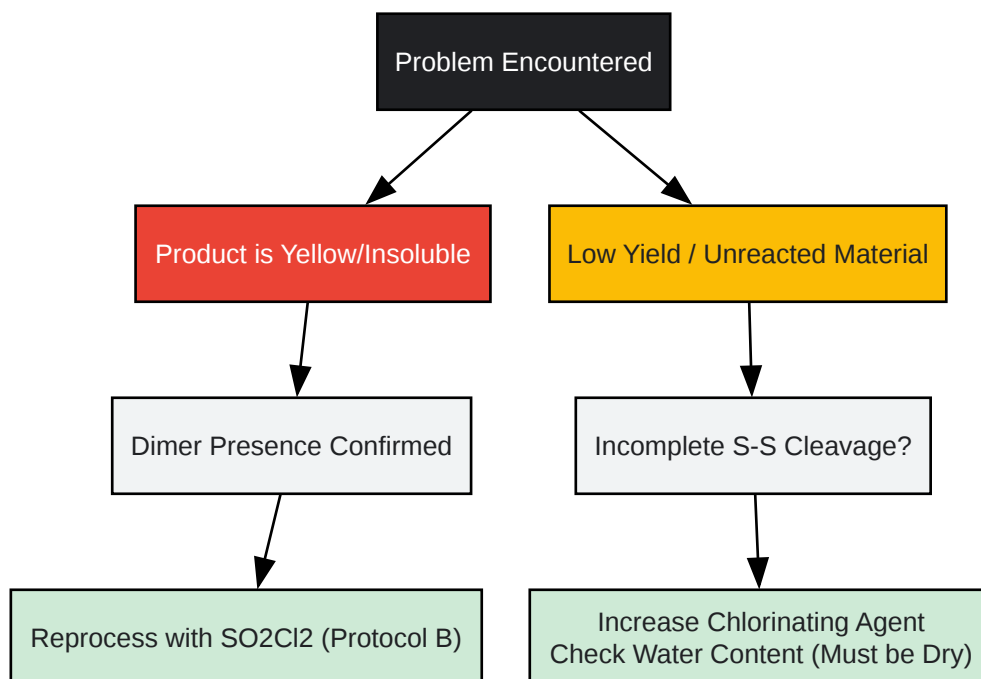 Problem Encountered
Product is Yellow/Insoluble
Low Yield / Unreacted Material
Dimer Presence Confirmed
Incomplete S-S Cleavage?
Reprocess with SO2Cl2 (Protocol B)
Increase Chlorinating Agent
Check Water Content (Must be Dry)